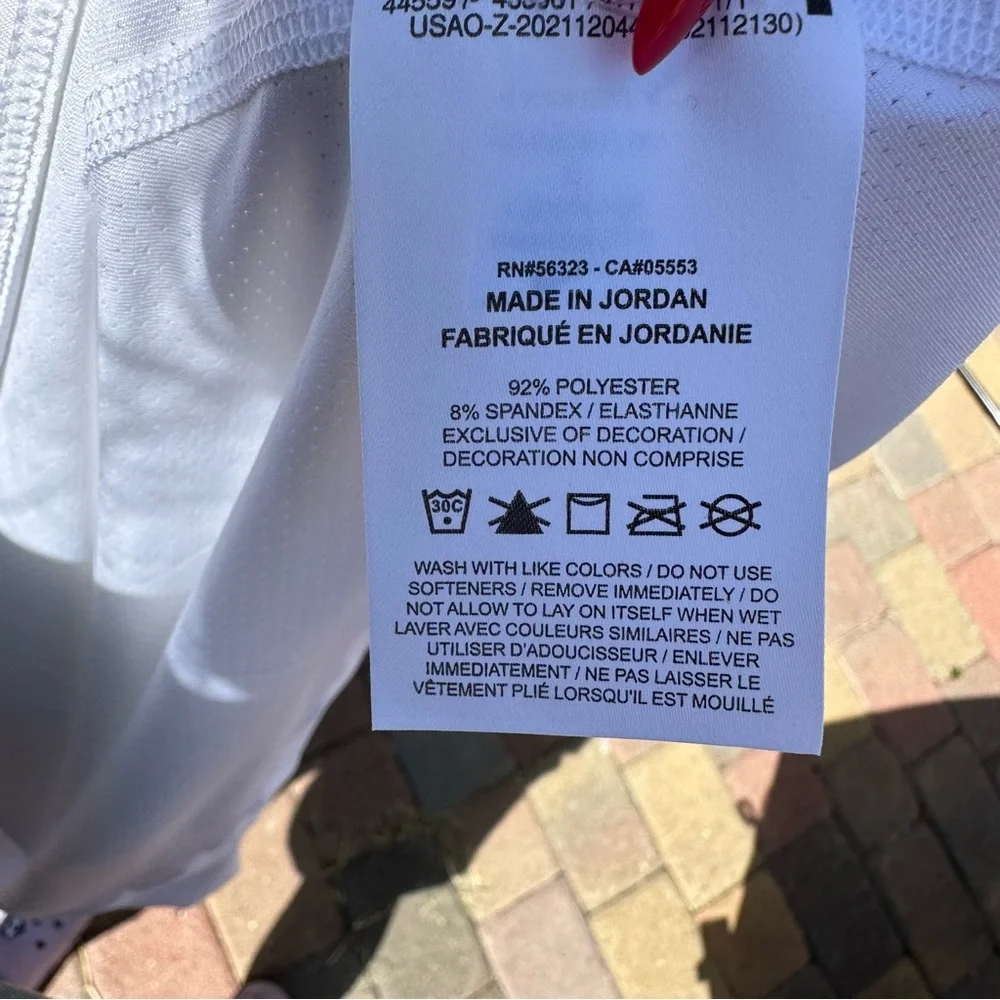 USAO-Z-202112044
RN#56323 - CA#05553
MADE IN JORDAN
FABRIQUÉ EN JORDANIE
92% POLYESTER
8% SPANDEX / ELASTHANNE
EXCLUSIVE OF DECORATION /
DECORATION NON COMPRISE
30C
WASH WITH LIKE COLORS / DO NOT USE
SOFTENERS / REMOVE IMMEDIATELY / DO
NOT ALLOW TO LAY ON ITSELF WHEN WET
LAVER AVEC COULEURS SIMILAIRES / NE PAS
UTILISER D'ADOUCISSEUR / ENLEVER
IMMEDIATEMENT / NE PAS LAISSER LE
VÊTEMENT PLIÉ LORSQU'IL EST MOUILLÉ